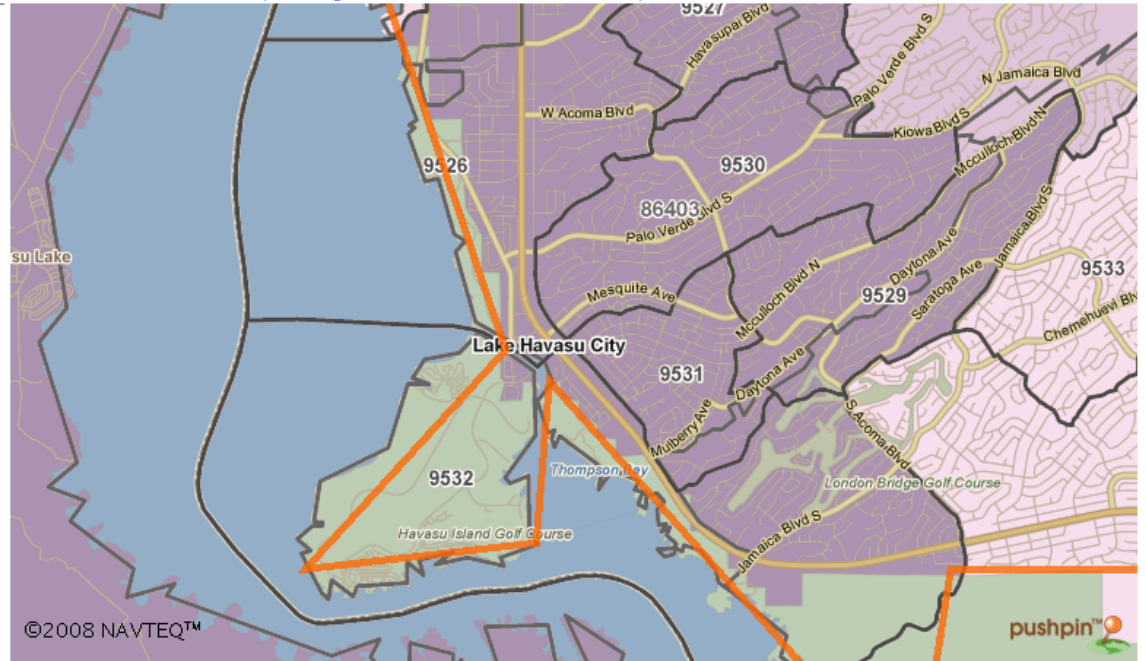 9527
Havasupai Blvd
Palo Verde Blvd S
N Jamaica Blvd
W Acoma Blvd
Kiowa Blvd S
Mcculloch Blvd N
9526
9530
86403
Palo Verde Blvd S
Jamaica Blvd S
su Lake
Daytona Ave
9533
Mesquite Ave
Mcculloch Blvd N
9529
Saratoga Ave
Chemehuevi Blv
Lake Havasu City
9531
Daytona Ave
Mulberry Ave
S Acoma Blvd
Thompson Bay
9532
London Bridge Golf Course
Havasu Island Golf Course
Jamaica Blvd S
©2008 NAVTEQ™
pushpin™